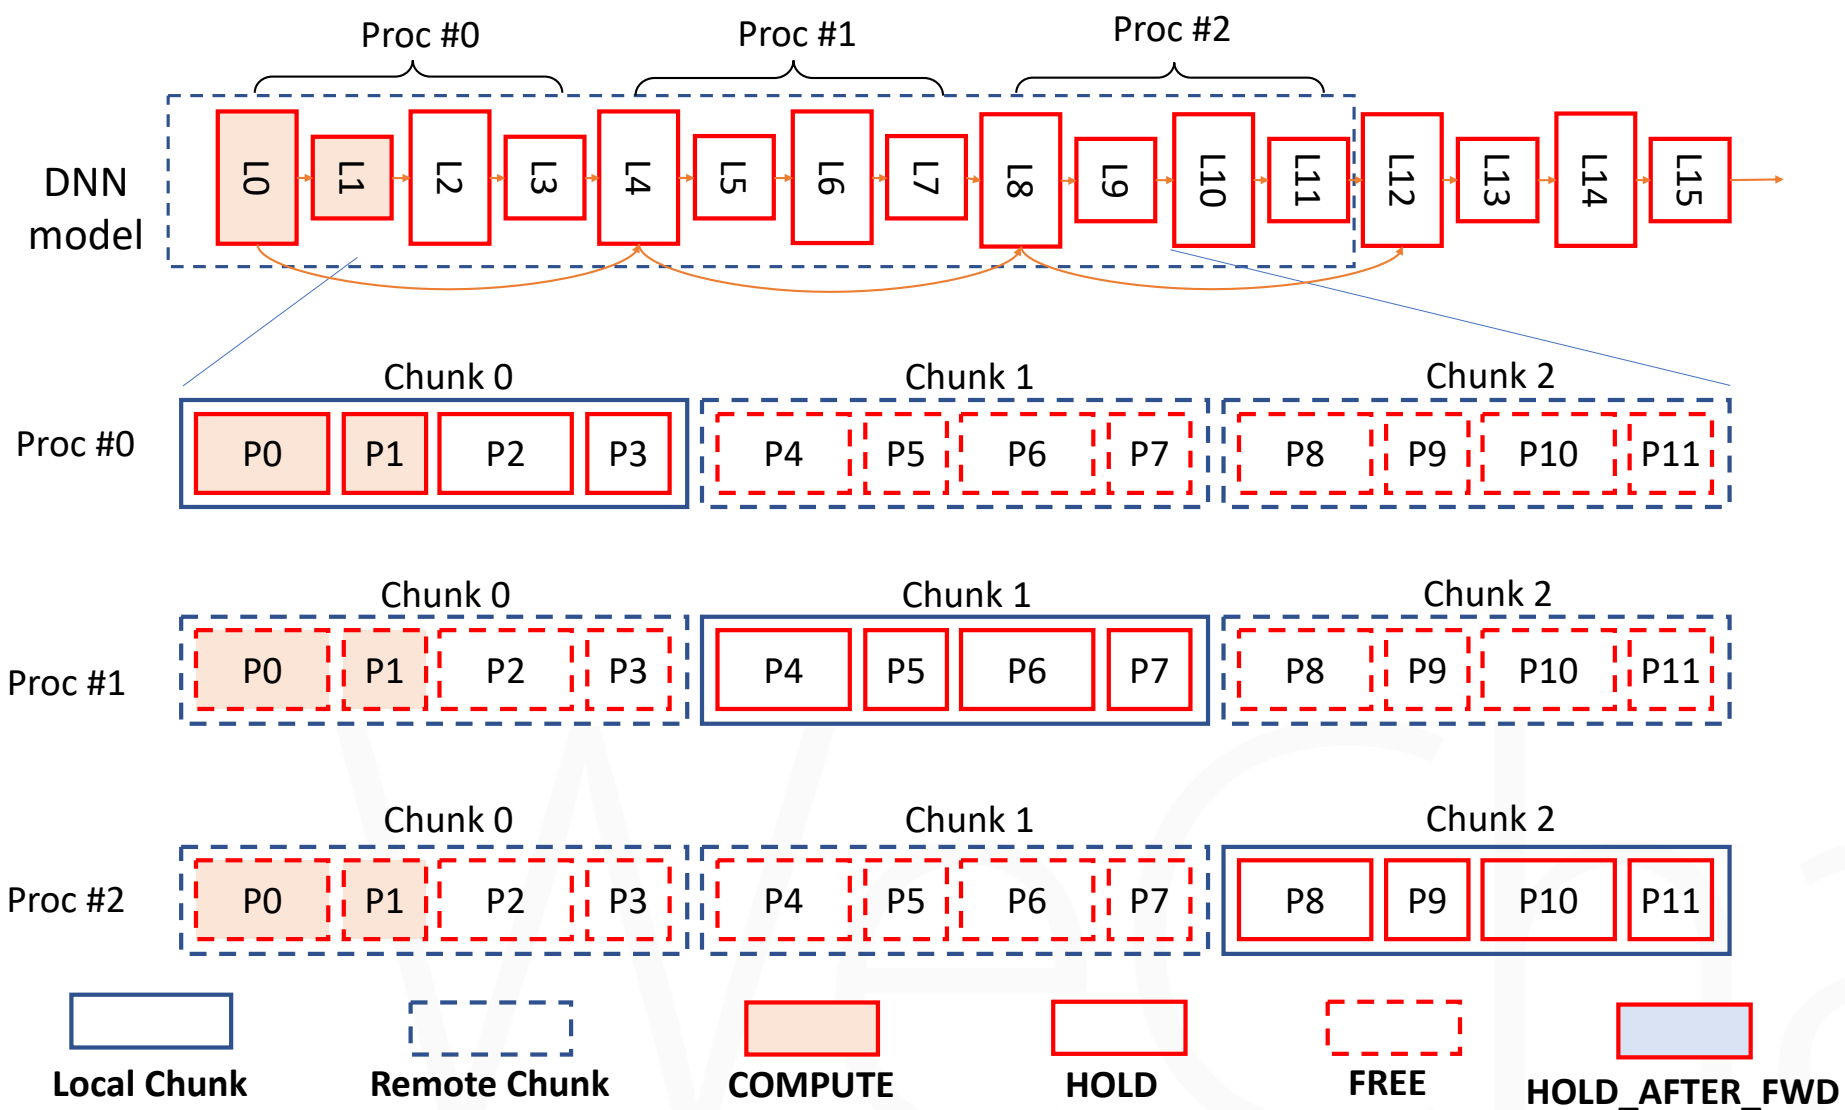 Proc #0 Proc #1 Proc #2
DNN model
L0 L1 L2 L3 L4 L5 L6 L7 L8 L9 L10 L11 L12 L13 L14 L15
Chunk 0 Chunk 1 Chunk 2
Proc #0 P0 P1 P2 P3 P4 P5 P6 P7 P8 P9 P10 P11
Chunk 0 Chunk 1 Chunk 2
Proc #1 P0 P1 P2 P3 P4 P5 P6 P7 P8 P9 P10 P11
Chunk 0 Chunk 1 Chunk 2
Proc #2 P0 P1 P2 P3 P4 P5 P6 P7 P8 P9 P10 P11
Local Chunk Remote Chunk COMPUTE HOLD FREE HOLD_AFTER_FWD